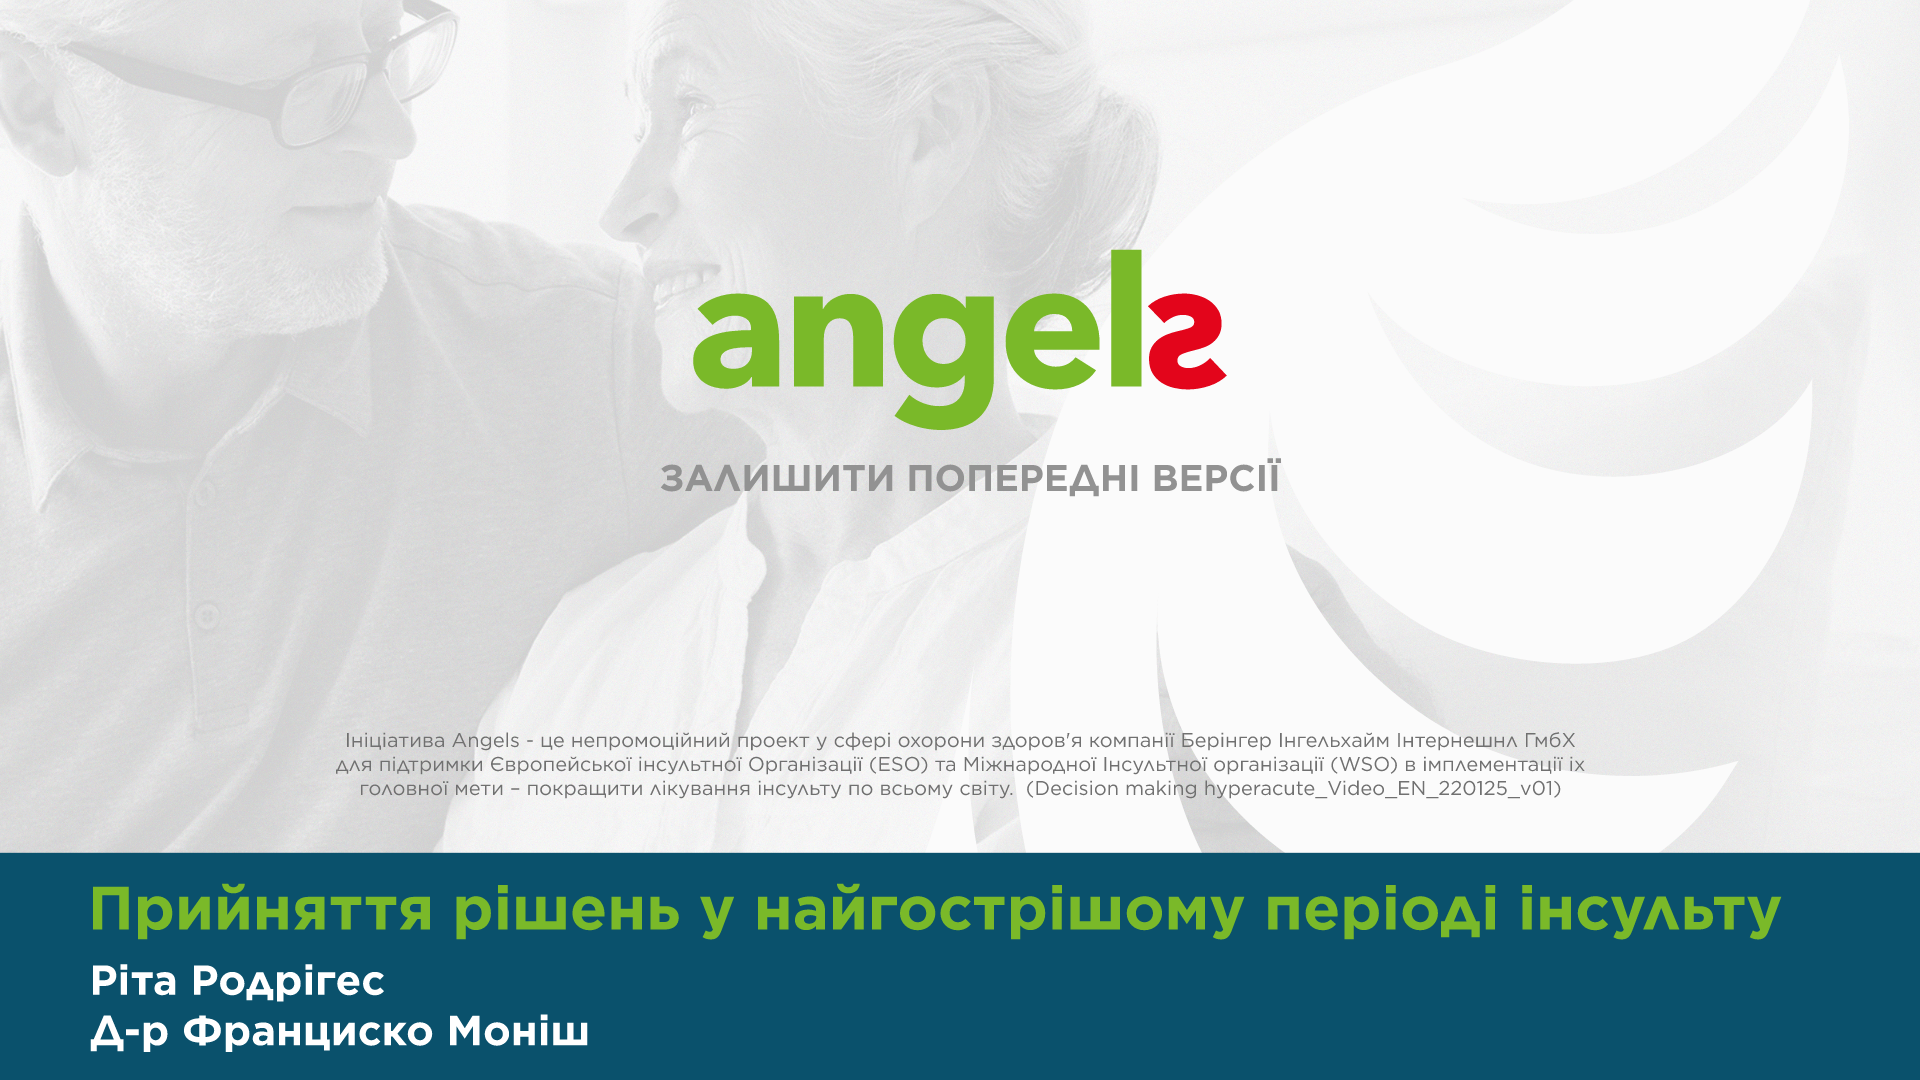 angels
ЗАЛИШИТИ ПОПЕРЕДНІ ВЕРСІЇ
Ініціатива Angels - це непромоційний проект у сфері охорони здоров'я компанії Берінгер Інгельхайм Інтернешнл ГмбХ
для підтримки Європейської інсультної Організації (ESO) та Міжнародної Інсультної організації (WSO) в імплементації їх
головної мети – покращити лікування інсульту по всьому світу. (Decision making hyperacute_Video_EN_220125_v01)
Прийняття рішень у найгострішому періоді інсульту
Ріта Родрігес
Д-р Франциско Моніш